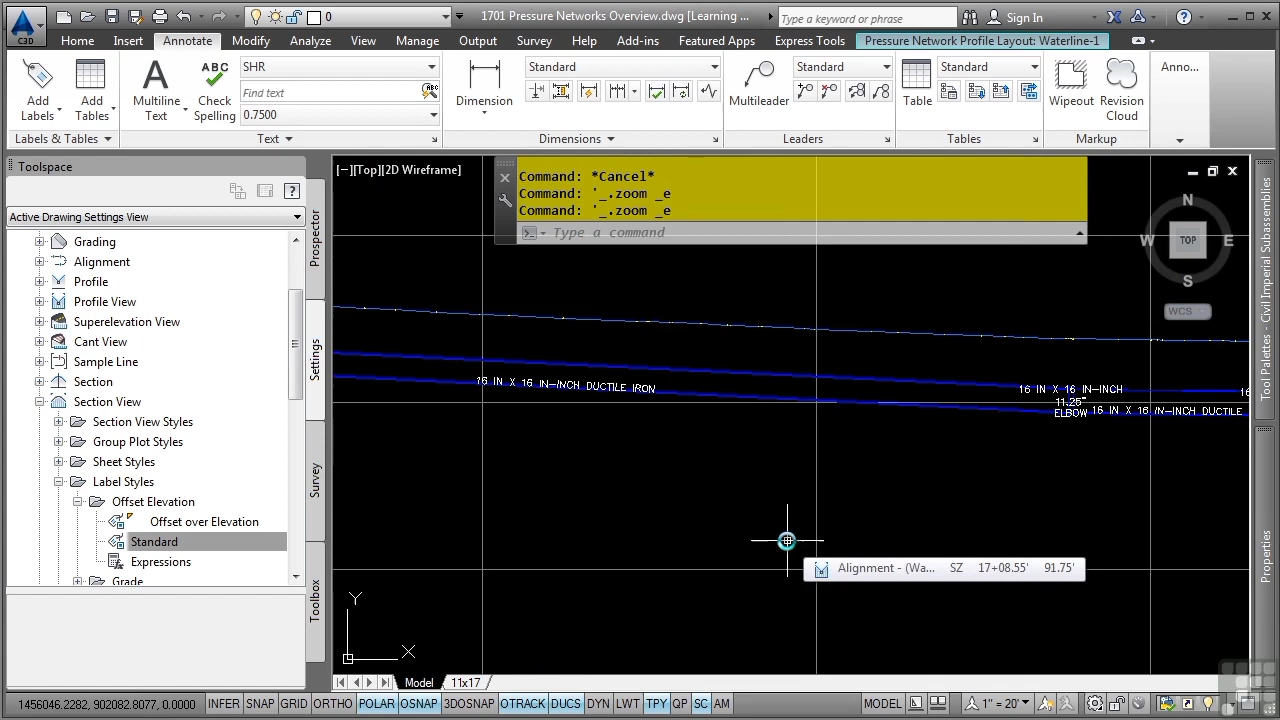 1701 Pressure Networks Overview.dwg [Learning ...
0
Type a keyword or phrase
Sign In
C3D
Home Insert Annotate Modify Analyze View Manage Output Survey Help Add-ins Featured Apps Express Tools Pressure Network Profile Layout: Waterline-1
Add Labels
Add Tables
Labels & Tables
Multiline Text
ABC
Check Spelling
SHR
Find text
0.7500
Text
Dimension
Standard
Dimensions
Multileader
Standard
Leaders
Table
Standard
Tables
Wipeout
Revision Cloud
Markup
Anno...
Toolspace
Active Drawing Settings View
Grading
Alignment
Profile
Profile View
Superelevation View
Cant View
Sample Line
Section
Section View
Section View Styles
Group Plot Styles
Sheet Styles
Label Styles
Offset Elevation
Offset over Elevation
Standard
Expressions
Grade
Prospector
Settings
Survey
Toolbox
[−][Top][2D Wireframe]
Command: *Cancel*
Command: '_.zoom _e
Command: '_.zoom _e
Type a command
N
W TOP E
S
WCS
16 IN X 16 IN-INCH DUCTILE IRON
16 IN X 16 IN-INCH
11.25°
ELBOW
16 IN X 16 IN-INCH DUCTILE
Alignment - (Wa... SZ 17+08.55' 91.75'
Y
X
Tool Palettes - Civil Imperial Subassemblies
Properties
Model 11x17
1456046.2282, 902062.8077, 0.0000
INFER SNAP GRID ORTHO POLAR OSNAP 3DOSNAP OTRACK DUCS DYN LWT TPY QP SC AM
MODEL
1" = 20'